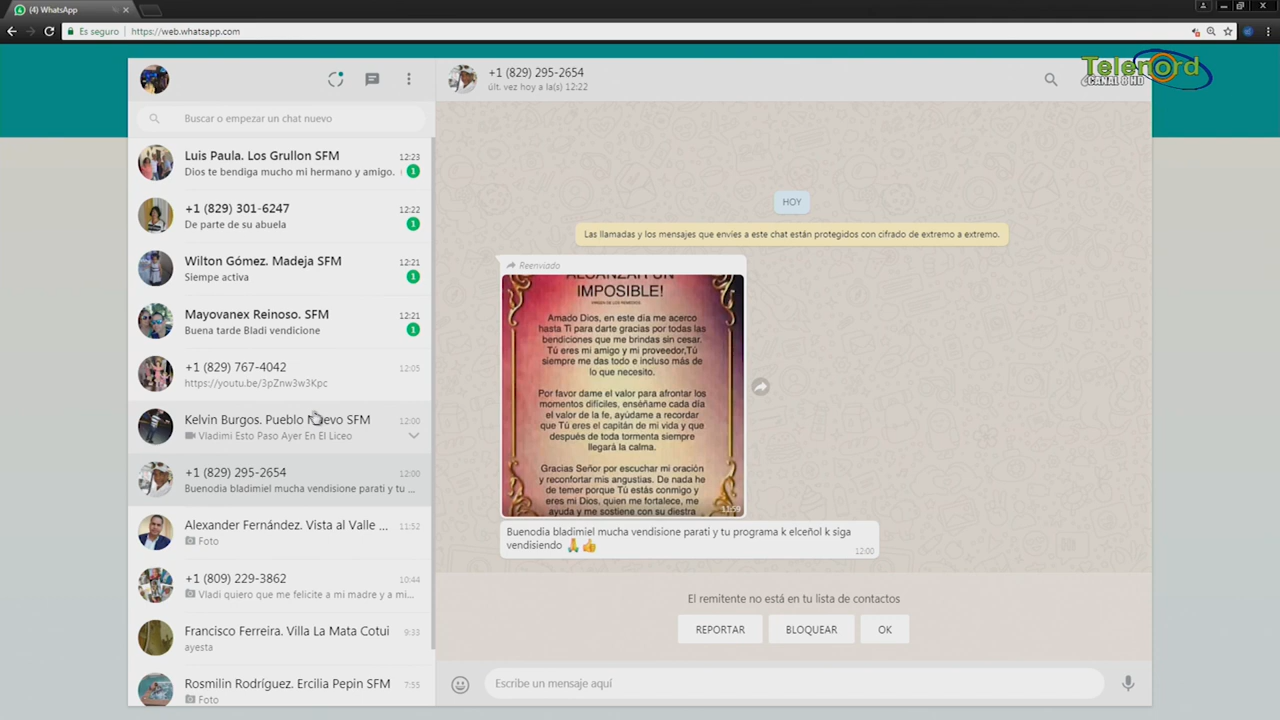 (4) WhatsApp
Es seguro
https://web.whatsapp.com
Telenord
CANAL 8 HD
+1 (829) 295-2654
últ. vez hoy a la(s) 12:22
Buscar o empezar un chat nuevo
Luis Paula. Los Grullon SFM
12:23
Dios te bendiga mucho mi hermano y amigo.
1
+1 (829) 301-6247
12:22
De parte de su abuela
1
Wilton Gómez. Madeja SFM
12:21
Siempe activa
1
Mayovanex Reinoso. SFM
12:21
Buena tarde Bladi vendicione
1
+1 (829) 767-4042
12:05
https://youtu.be/3pZnw3w3Kpc
Kelvin Burgos. Pueblo Nuevo SFM
12:00
Vladimi Esto Paso Ayer En El Liceo
+1 (829) 295-2654
12:00
Buenodia bladimiel mucha vendisione parati y tu ...
Alexander Fernández. Vista al Valle ...
11:52
Foto
+1 (809) 229-3862
10:44
Vladi quiero que me felicite a mi madre y a mi...
Francisco Ferreira. Villa La Mata Cotui
9:33
ayesta
Rosmilin Rodríguez. Ercilia Pepin SFM
7:55
Foto
HOY
Las llamadas y los mensajes que envíes a este chat están protegidos con cifrado de extremo a extremo.
Reenviado
ALCANZAR UN
IMPOSIBLE!
VIRGEN DE LOS REMEDIOS
Amado Dios, en este día me acerco
hasta Ti para darte gracias por todas las
bendiciones que me brindas sin cesar.
Tú eres mi amigo y mi proveedor,Tú
siempre me das todo e incluso más de
lo que necesito.
Por favor dame el valor para afrontar los
momentos difíciles, enséñame cada día
el valor de la fe, ayúdame a recordar
que Tú eres el capitán de mi vida y que
después de toda tormenta siempre
llegará la calma.
Gracias Señor por escuchar mi oración
y reconfortar mis angustias. De nada he
de temer porque Tú estás conmigo y
eres mi Dios, quien me fortalece, me
ayuda y me sostiene con su diestra
11:59
Buenodia bladimiel mucha vendisione parati y tu programa k elceñol k siga
vendisiendo 🙏👍
12:00
El remitente no está en tu lista de contactos
REPORTAR
BLOQUEAR
OK
Escribe un mensaje aquí